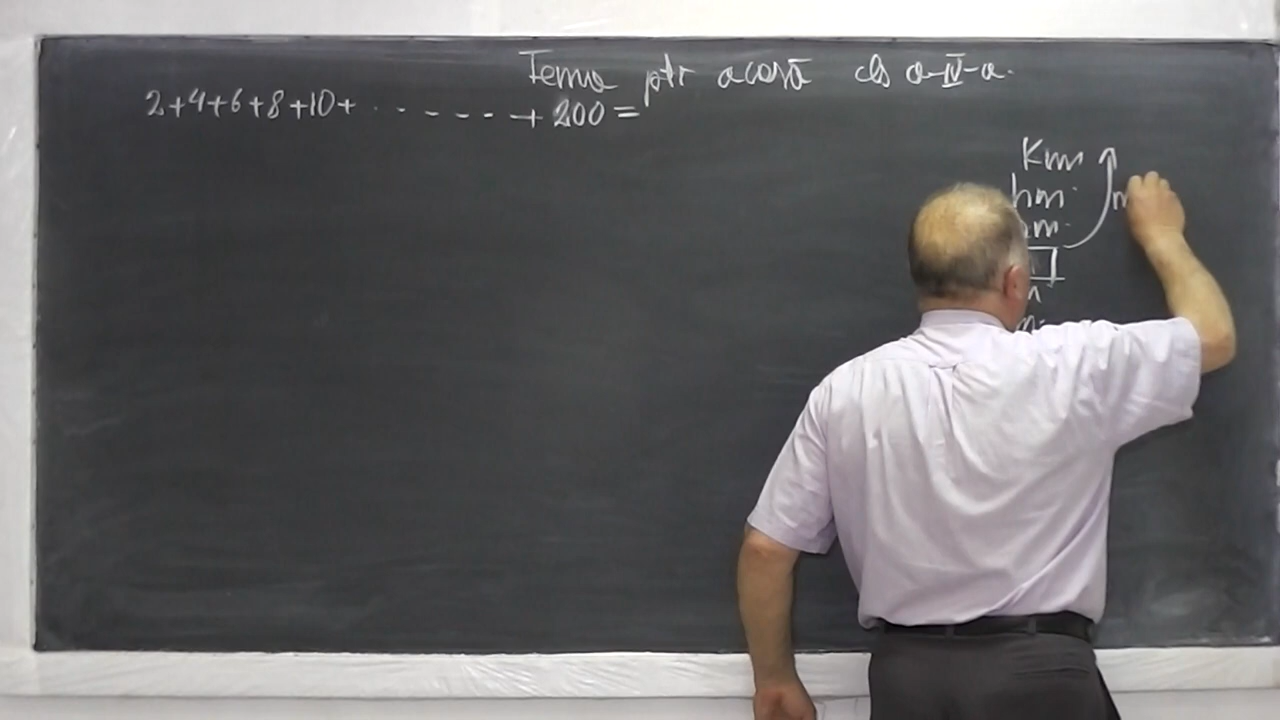 Tema ptr acasă cls a-IV-a.
2+4+6+8+10+ . . - - - - + 200 =
Km
hm
m